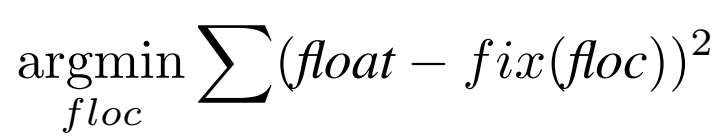 argmin ∑(float − fix(floc))²
floc